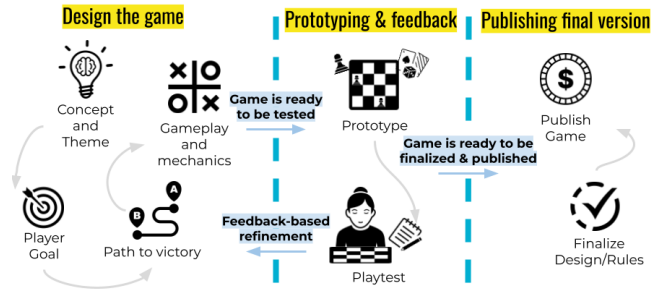 Design the game
Prototyping & feedback
Publishing final version
Concept
and
Theme
Gameplay
and
mechanics
Game is ready
to be tested
Prototype
Game is ready to be
finalized & published
Publish
Game
Player
Goal
B
A
Path to victory
Feedback-based
refinement
Playtest
Finalize
Design/Rules
$